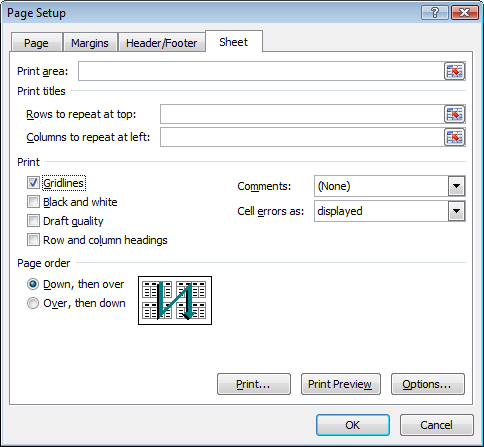 Page Setup
Page Margins Header/Footer Sheet
Print area:
Print titles
Rows to repeat at top:
Columns to repeat at left:
Print
Gridlines
Black and white
Draft quality
Row and column headings
Comments: (None)
Cell errors as: displayed
Page order
Down, then over
Over, then down
Print... Print Preview Options...
OK Cancel